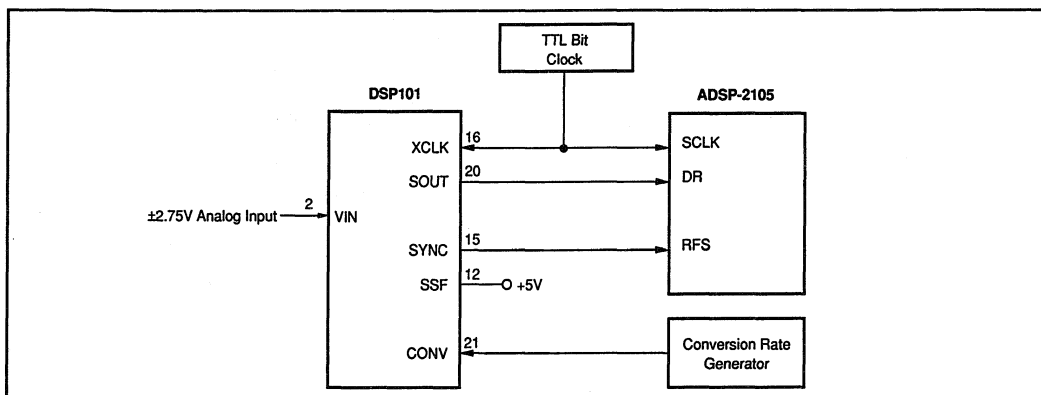 TTL Bit
Clock
DSP101
ADSP-2105
XCLK
16
SCLK
SOUT
20
DR
±2.75V Analog Input
2
VIN
SYNC
15
RFS
SSF
12
+5V
CONV
21
Conversion Rate
Generator